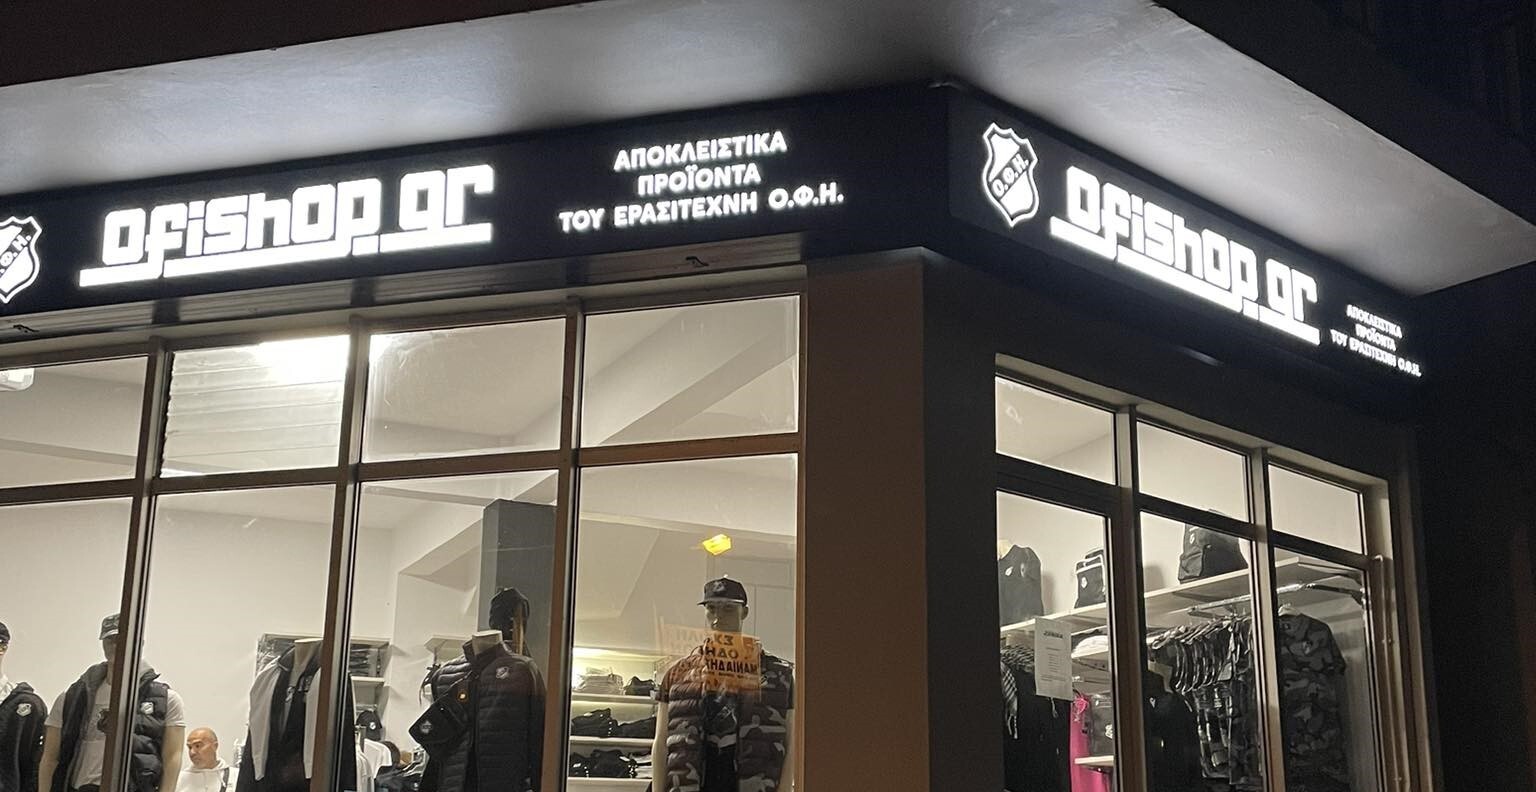 Ο.Φ.Η.
ofishop.gr
ΑΠΟΚΛΕΙΣΤΙΚΑ
ΠΡΟΪΟΝΤΑ
ΤΟΥ ΕΡΑΣΙΤΕΧΝΗ Ο.Φ.Η.
Ο.Φ.Η.
ofishop.gr
ΑΠΟΚΛΕΙΣΤΙΚΑ
ΠΡΟΪΟΝΤΑ
ΤΟΥ ΕΡΑΣΙΤΕΧΝΗ Ο.Φ.Η.